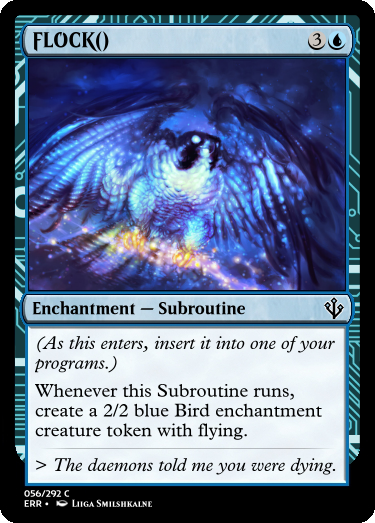 FLOCK()
3
Enchantment — Subroutine
(As this enters, insert it into one of your
programs.)
Whenever this Subroutine runs,
create a 2/2 blue Bird enchantment
creature token with flying.
> The daemons told me you were dying.
056/292 C
ERR • LIIGA SMILSHKALNE